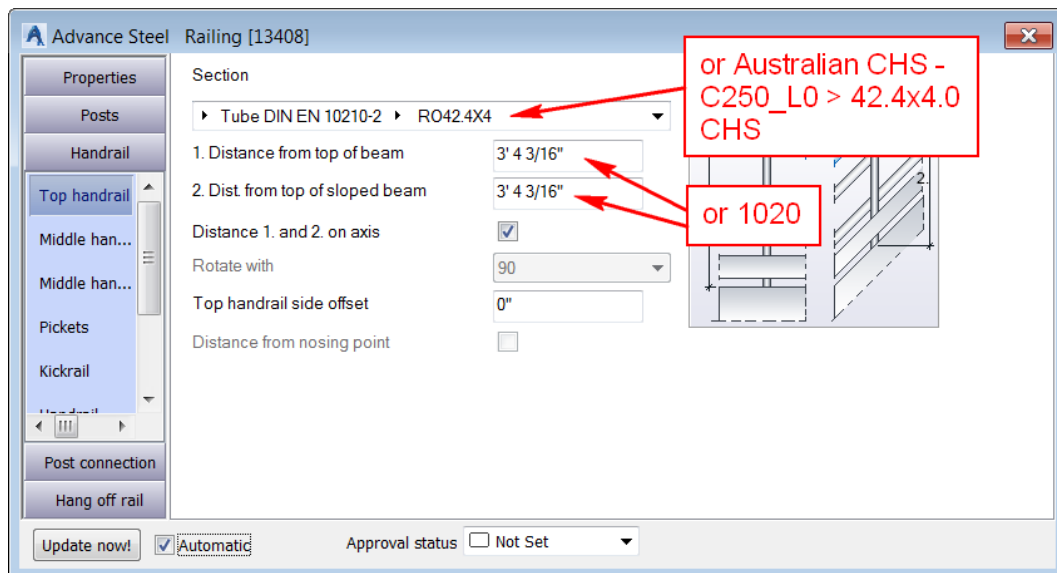 Advance Steel Railing [13408]
Properties
Posts
Handrail
Top handrail
Middle han...
Middle han...
Pickets
Kickrail
Handrail
Post connection
Hang off rail
Section
Tube DIN EN 10210-2 RO42.4X4
1. Distance from top of beam 3' 4 3/16"
2. Dist. from top of sloped beam 3' 4 3/16"
Distance 1. and 2. on axis
Rotate with 90
Top handrail side offset 0"
Distance from nosing point
or Australian CHS -
C250_L0 > 42.4x4.0
CHS
or 1020
2.
Update now! Automatic Approval status Not Set